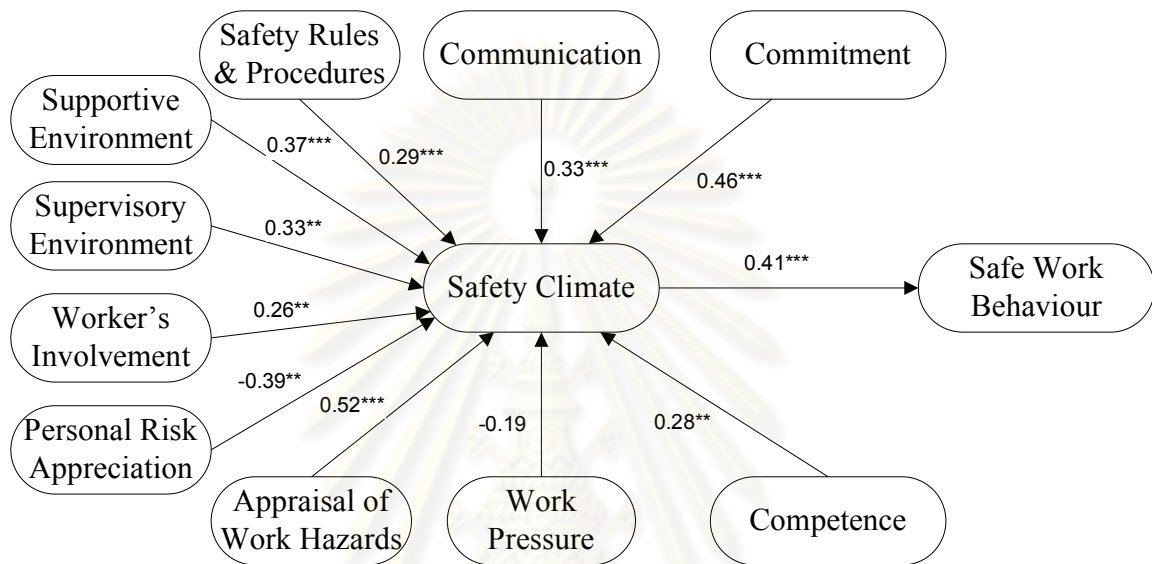 Safety Rules
& Procedures
Communication
Commitment
Supportive
Environment
0.37***
0.29***
0.33***
0.46***
Supervisory
Environment
0.33**
Safety Climate
0.41***
Safe Work
Behaviour
Worker's
Involvement
0.26**
-0.39**
0.52***
-0.19
0.28**
Personal Risk
Appreciation
Appraisal of
Work Hazards
Work
Pressure
Competence